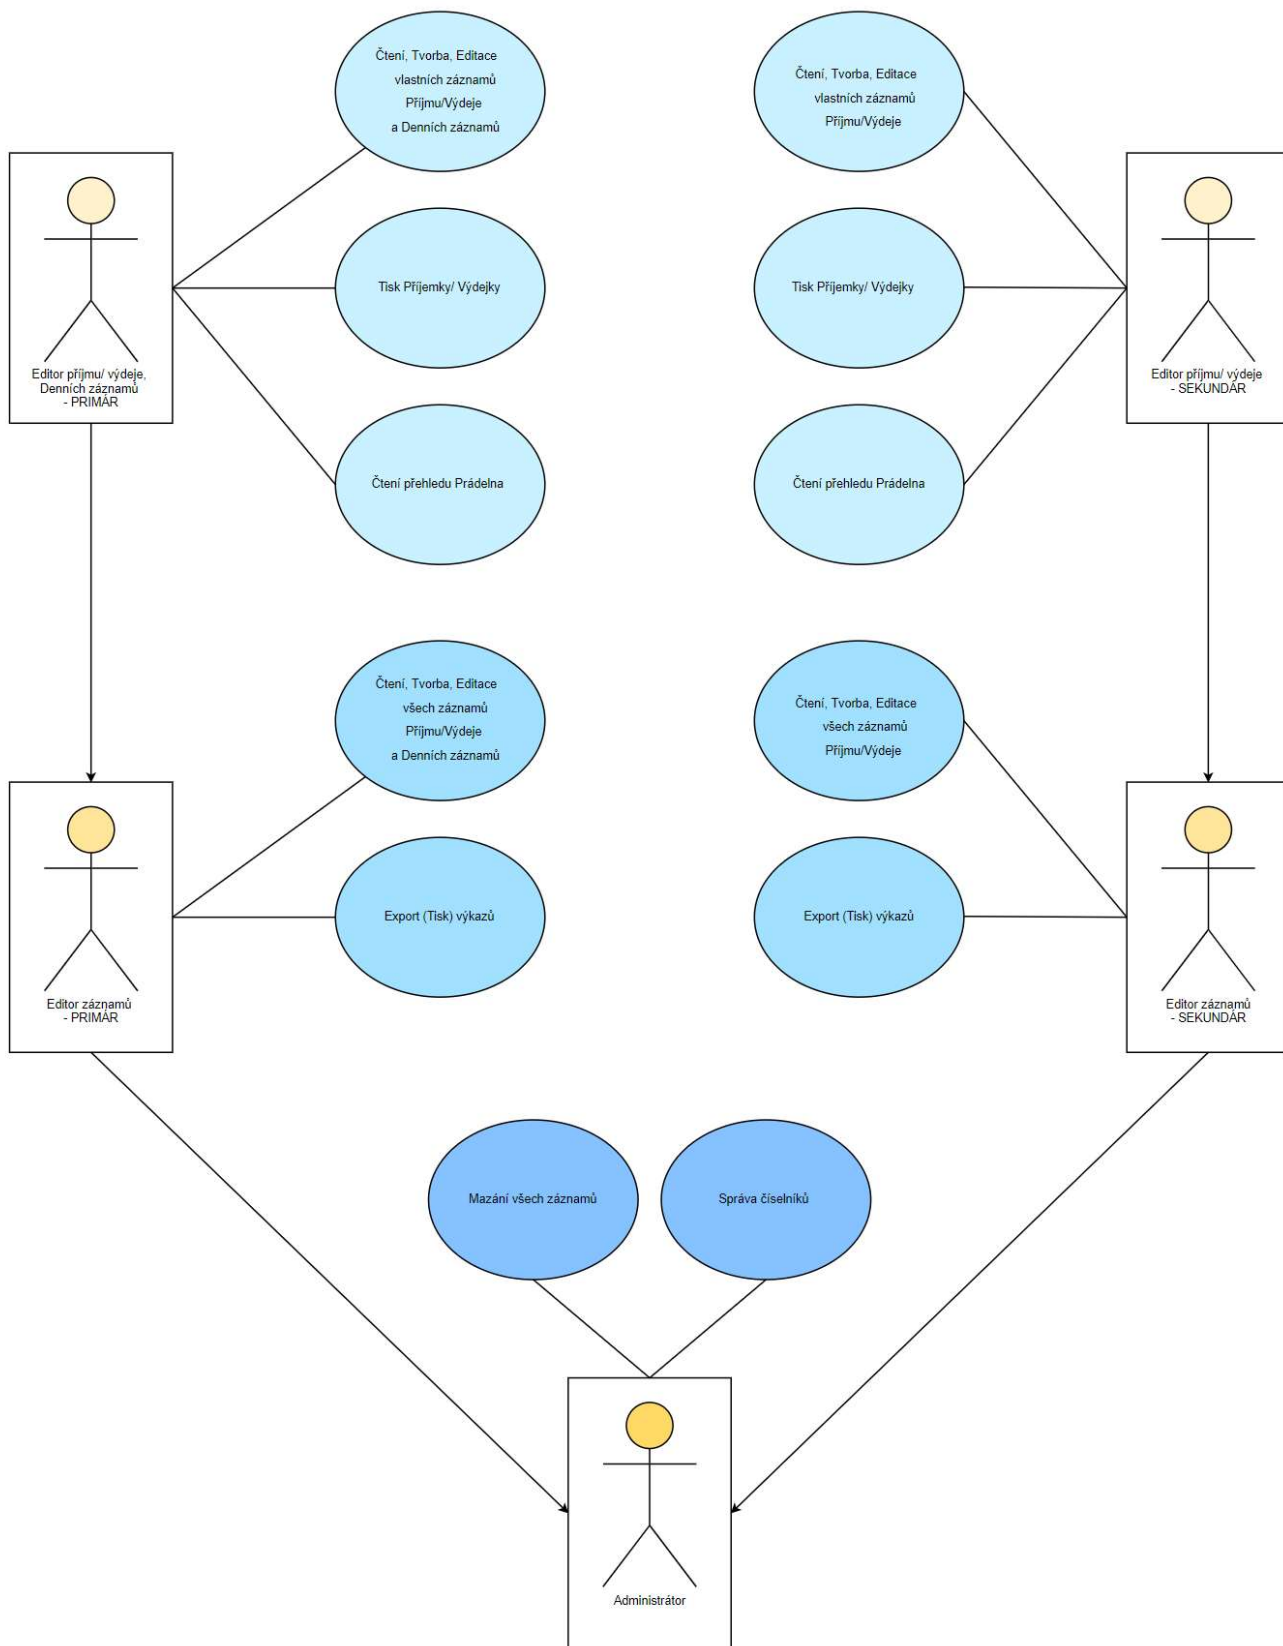 Čtení, Tvorba, Editace
vlastních záznamů
Příjmu/Výdeje
a Denních záznamů
Čtení, Tvorba, Editace
vlastních záznamů
Příjmu/Výdeje
Editor příjmu/ výdeje,
Denních záznamů
- PRIMÁR
Tisk Příjemky/ Výdejky
Tisk Příjemky/ Výdejky
Editor příjmu/ výdeje
- SEKUNDÁR
Čtení přehledu Prádelna
Čtení přehledu Prádelna
Čtení, Tvorba, Editace
všech záznamů
Příjmu/Výdeje
a Denních záznamů
Čtení, Tvorba, Editace
všech záznamů
Příjmu/Výdeje
Editor záznamů
- PRIMÁR
Export (Tisk) výkazů
Export (Tisk) výkazů
Editor záznamů
- SEKUNDÁR
Mazání všech záznamů
Správa číselníků
Administrátor